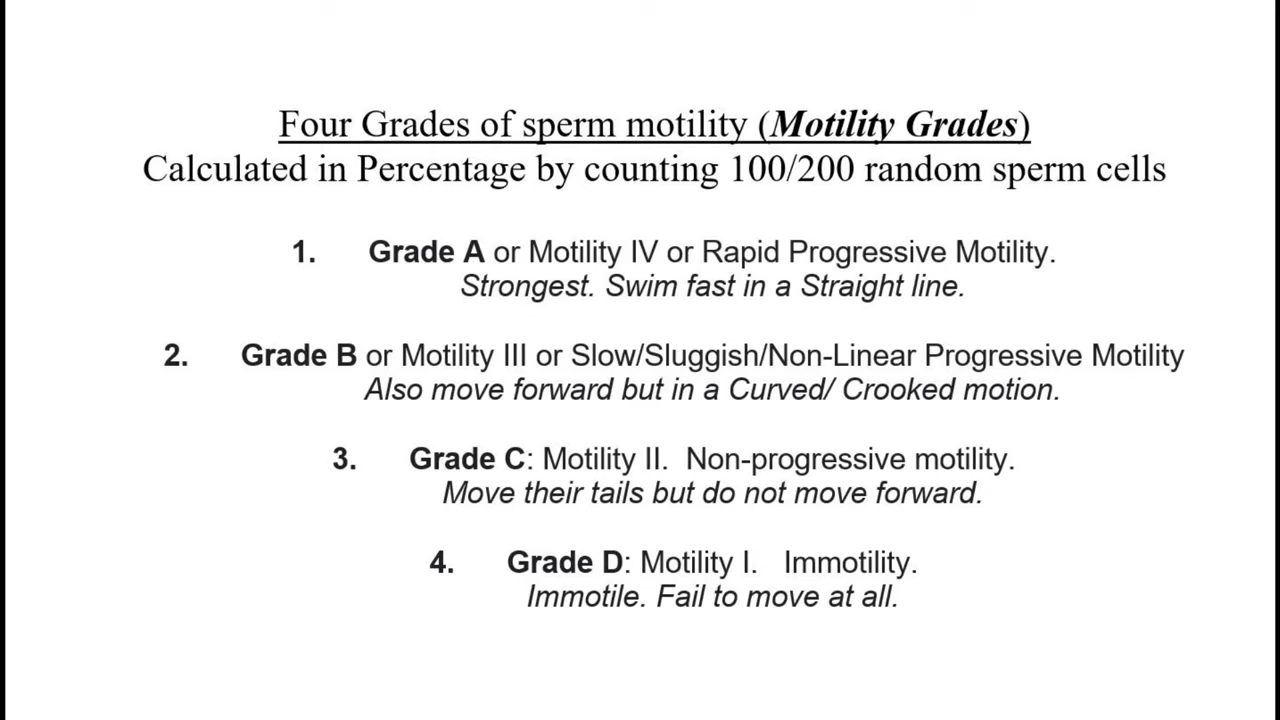 Four Grades of sperm motility (Motility Grades)
Calculated in Percentage by counting 100/200 random sperm cells
1. Grade A or Motility IV or Rapid Progressive Motility.
Strongest. Swim fast in a Straight line.
2. Grade B or Motility III or Slow/Sluggish/Non-Linear Progressive Motility
Also move forward but in a Curved/ Crooked motion.
3. Grade C: Motility II. Non-progressive motility.
Move their tails but do not move forward.
4. Grade D: Motility I. Immotility.
Immotile. Fail to move at all.